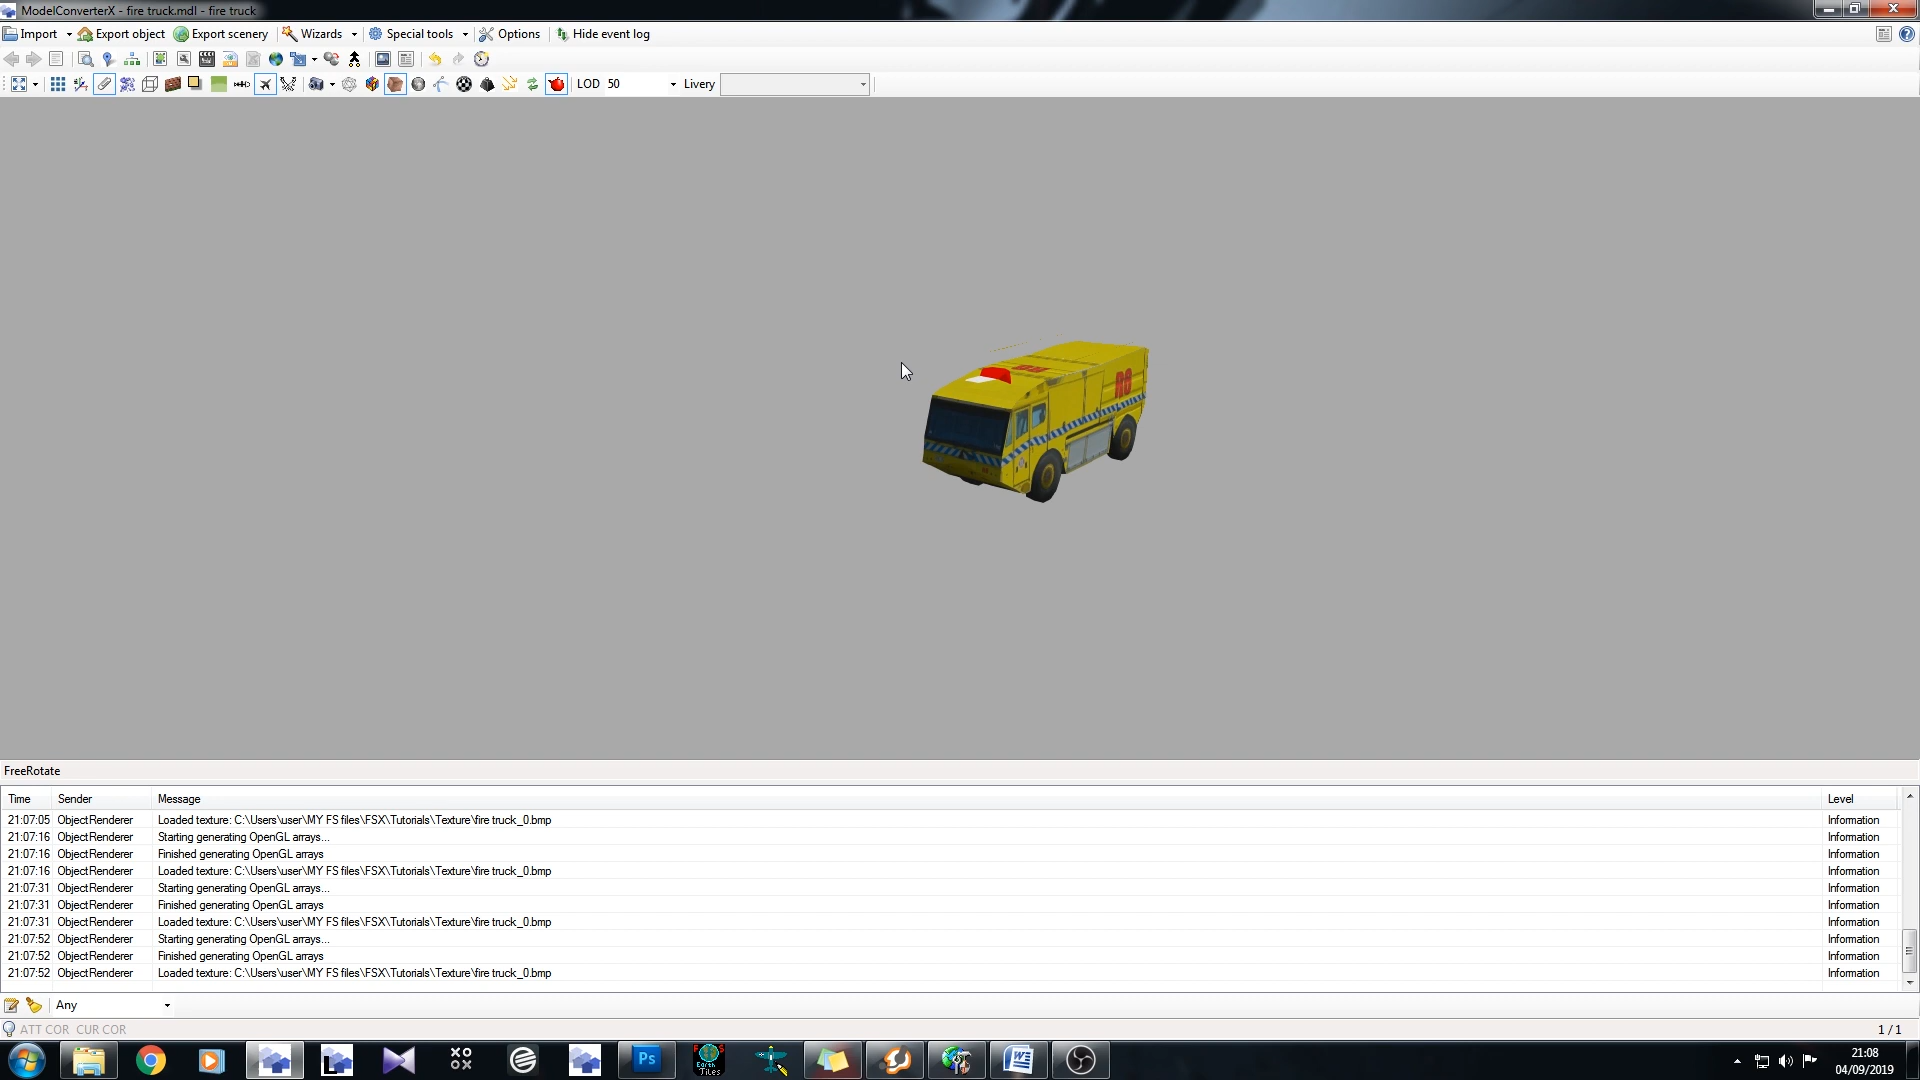 ModelConverterX - fire truck.mdl - fire truck
Import Export object Export scenery Wizards Special tools Options Hide event log
LOD 50 Livery
FreeRotate
Time Sender Message Level
21:07:05 ObjectRenderer Loaded texture: C:\Users\user\MY FS files\FSX\Tutorials\Texture\fire truck_0.bmp Information
21:07:16 ObjectRenderer Starting generating OpenGL arrays... Information
21:07:16 ObjectRenderer Finished generating OpenGL arrays Information
21:07:16 ObjectRenderer Loaded texture: C:\Users\user\MY FS files\FSX\Tutorials\Texture\fire truck_0.bmp Information
21:07:31 ObjectRenderer Starting generating OpenGL arrays... Information
21:07:31 ObjectRenderer Finished generating OpenGL arrays Information
21:07:31 ObjectRenderer Loaded texture: C:\Users\user\MY FS files\FSX\Tutorials\Texture\fire truck_0.bmp Information
21:07:52 ObjectRenderer Starting generating OpenGL arrays... Information
21:07:52 ObjectRenderer Finished generating OpenGL arrays Information
21:07:52 ObjectRenderer Loaded texture: C:\Users\user\MY FS files\FSX\Tutorials\Texture\fire truck_0.bmp Information
Any
ATT COR CUR COR 1 / 1
L Ps Earth Tiles W
21:08
04/09/2019